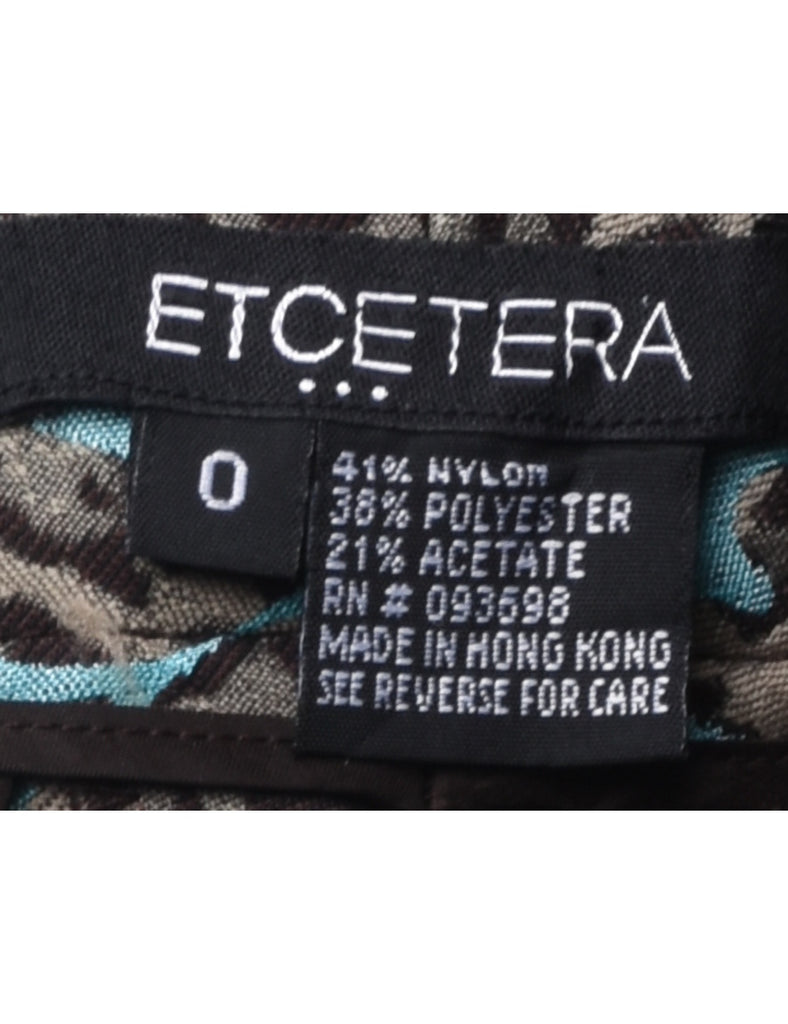 ETCETERA
0
41% NYLON
38% POLYESTER
21% ACETATE
RN # 093698
MADE IN HONG KONG
SEE REVERSE FOR CARE